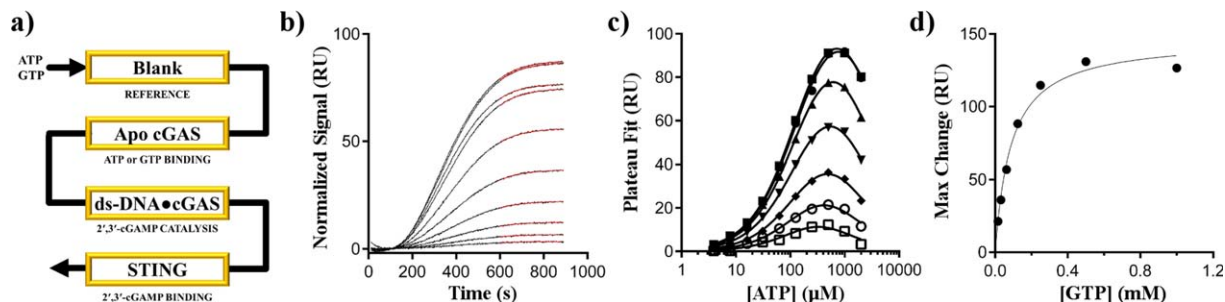 a)
ATP
GTP
Blank
REFERENCE
Apo cGAS
ATP or GTP BINDING
ds-DNA●cGAS
2′,3′-cGAMP CATALYSIS
STING
2′,3′-cGAMP BINDING
b)
Normalized Signal (RU)
100
50
0
0 200 400 600 800 1000
Time (s)
c)
Plateau Fit (RU)
100
80
60
40
20
0
1 10 100 1000 10000
[ATP] (µM)
d)
Max Change (RU)
150
100
50
0
0.0 0.4 0.8 1.2
[GTP] (mM)